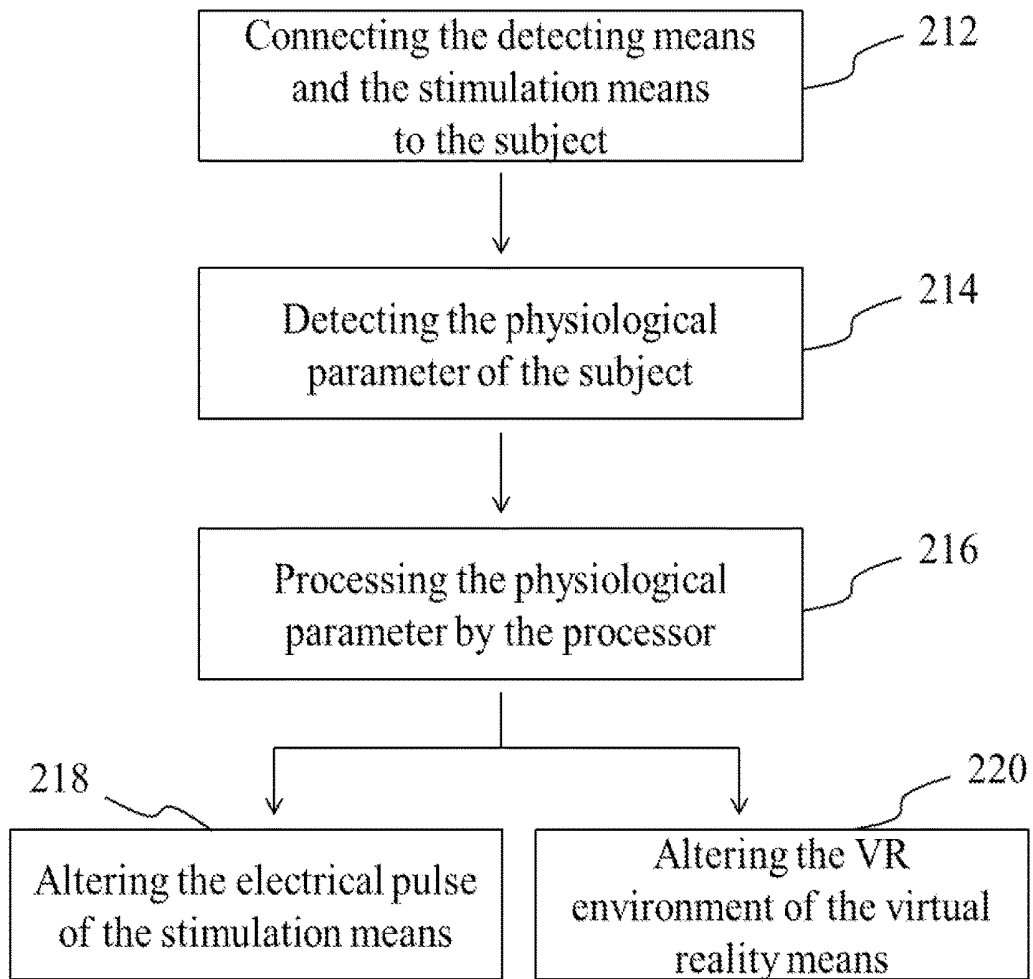 Connecting the detecting means
and the stimulation means
to the subject
212
Detecting the physiological
parameter of the subject
214
Processing the physiological
parameter by the processor
216
218
Altering the electrical pulse
of the stimulation means
220
Altering the VR
environment of the virtual
reality means